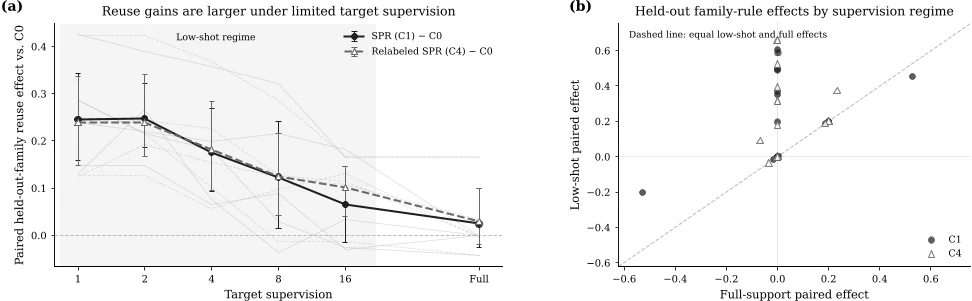 (a)
Reuse gains are larger under limited target supervision
Paired held-out-family reuse effect vs. C0
0.4
0.3
0.2
0.1
0.0
Low-shot regime
SPR (C1) − C0
Relabeled SPR (C4) − C0
1
2
4
8
16
Full
Target supervision
(b)
Held-out family-rule effects by supervision regime
Low-shot paired effect
Dashed line: equal low-shot and full effects
0.6
0.4
0.2
0.0
−0.2
−0.4
−0.6
C1
C4
−0.6
−0.4
−0.2
0.0
0.2
0.4
0.6
Full-support paired effect